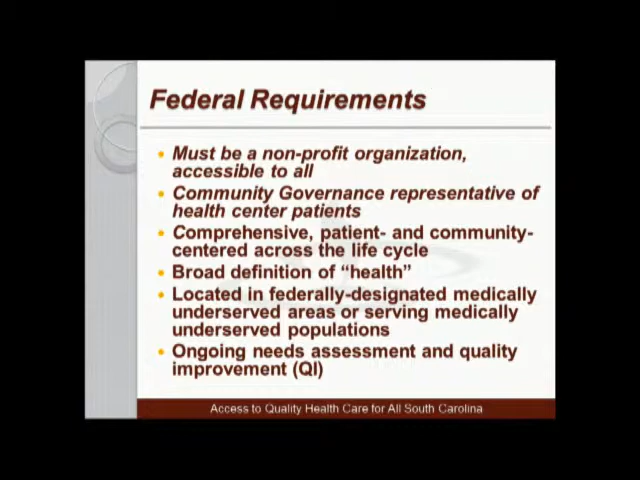 Federal Requirements
• Must be a non-profit organization,
accessible to all
• Community Governance representative of
health center patients
• Comprehensive, patient- and community-
centered across the life cycle
• Broad definition of “health”
• Located in federally-designated medically
underserved areas or serving medically
underserved populations
• Ongoing needs assessment and quality
improvement (QI)
Access to Quality Health Care for All South Carolina